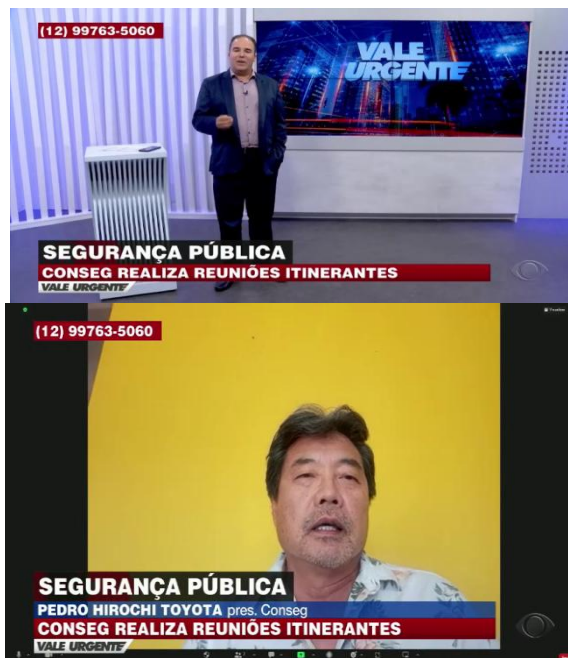 (12) 99763-5060
VALE
URGENTE
SEGURANÇA PÚBLICA
CONSEG REALIZA REUNIÕES ITINERANTES
VALE URGENTE
(12) 99763-5060
SEGURANÇA PÚBLICA
PEDRO HIROCHI TOYOTA pres. Conseg
CONSEG REALIZA REUNIÕES ITINERANTES
VALE URGENTE